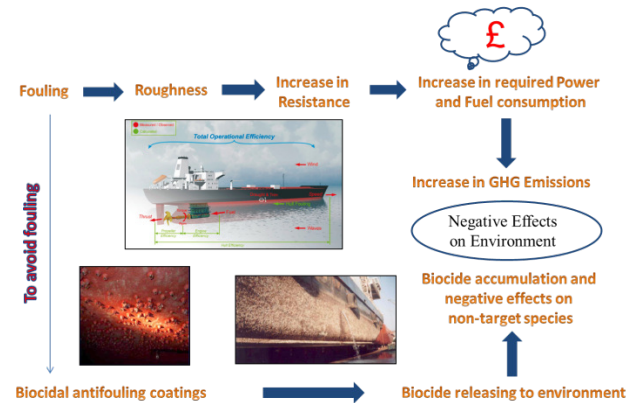 £
Fouling
Roughness
Increase in
Resistance
Increase in required Power
and Fuel consumption
Total Operational Efficiency
Increase in GHG Emissions
Negative Effects
on Environment
To avoid fouling
Biocide accumulation and
negative effects on
non-target species
Biocidal antifouling coatings
Biocide releasing to environment